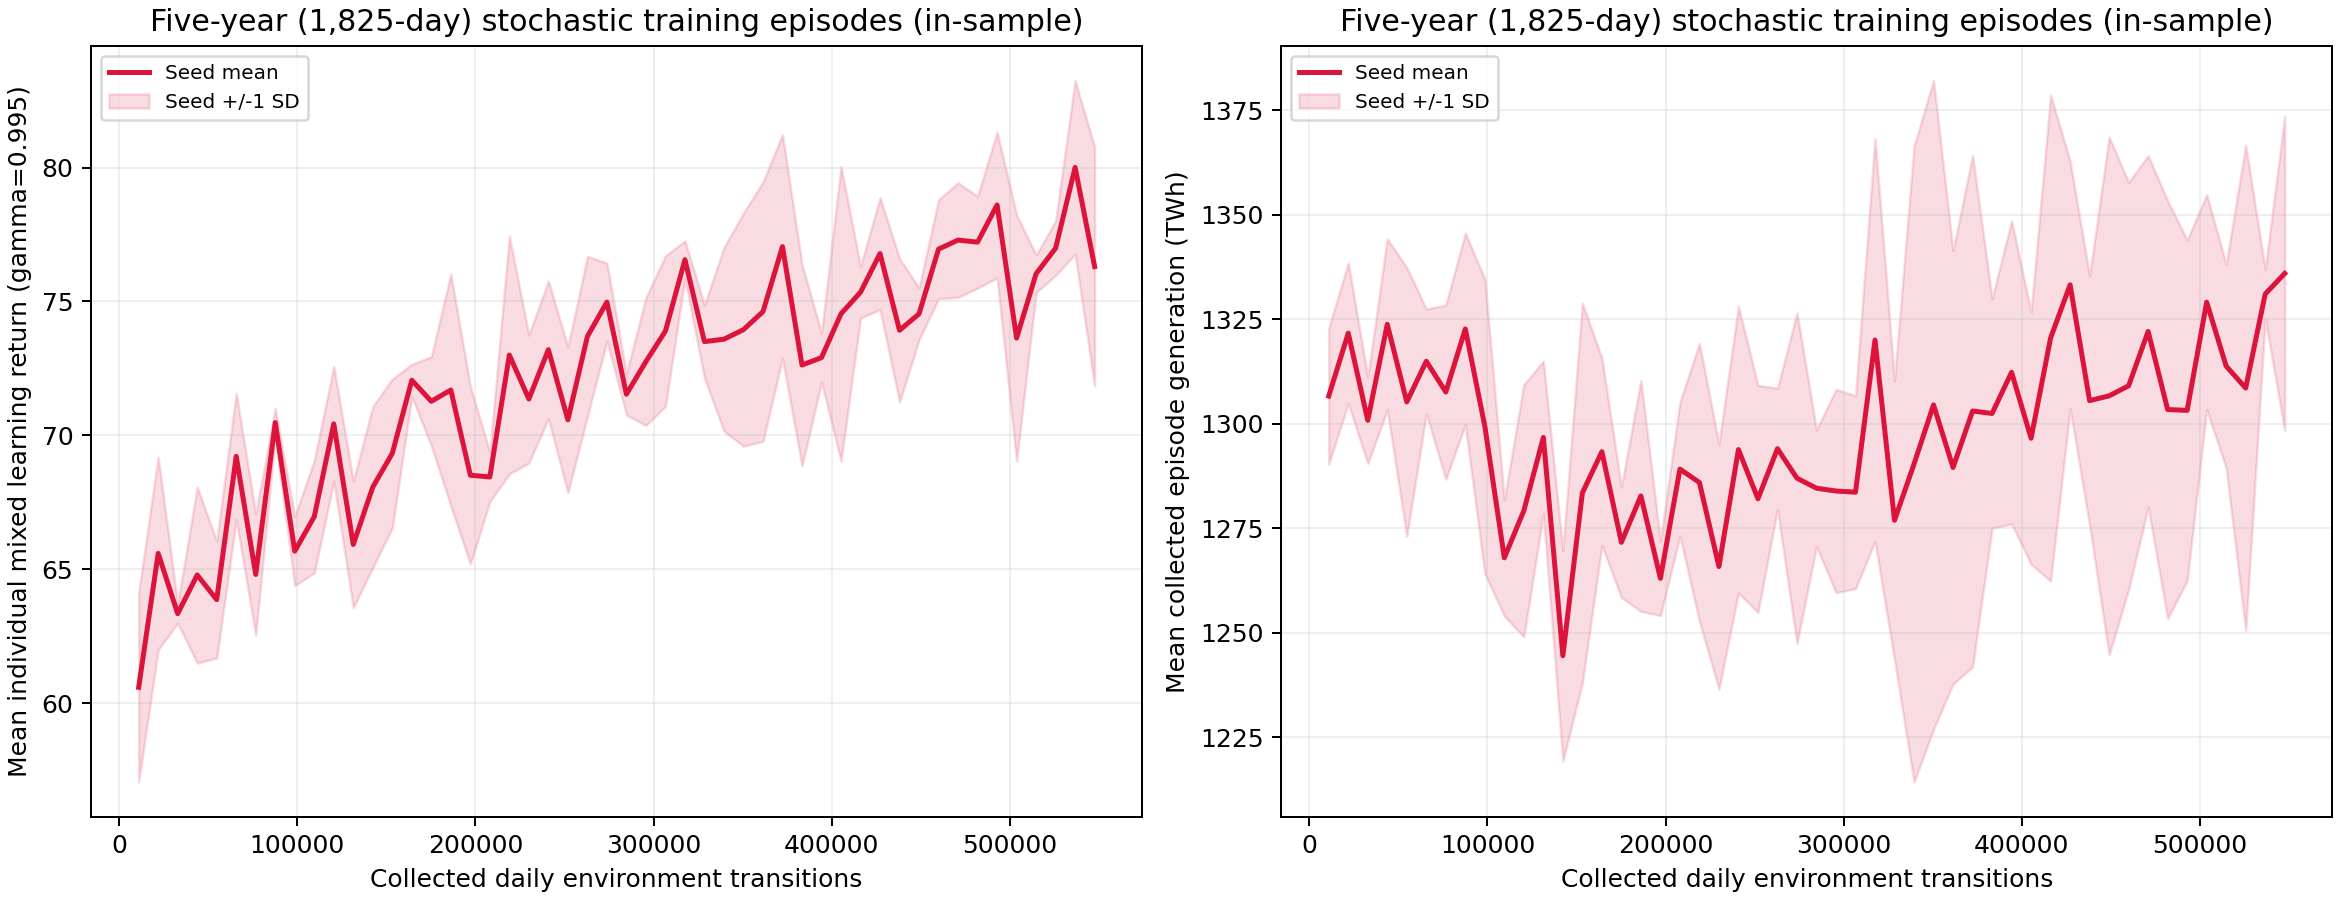 Five-year (1,825-day) stochastic training episodes (in-sample)
Seed mean
Seed +/-1 SD
Mean individual mixed learning return (gamma=0.995)
80
75
70
65
60
0
100000
200000
300000
400000
500000
Collected daily environment transitions
Five-year (1,825-day) stochastic training episodes (in-sample)
Seed mean
Seed +/-1 SD
Mean collected episode generation (TWh)
1375
1350
1325
1300
1275
1250
1225
0
100000
200000
300000
400000
500000
Collected daily environment transitions